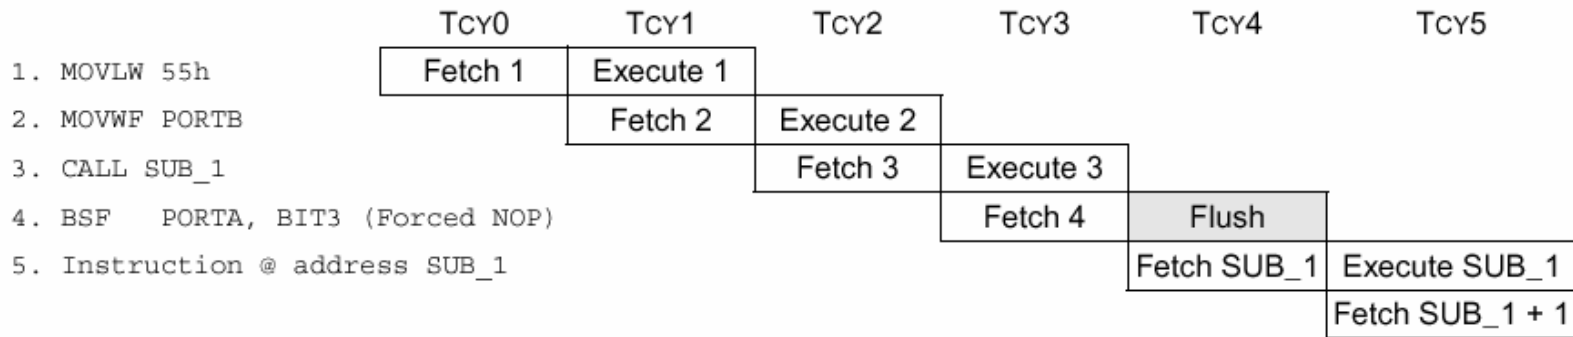 TCY0 TCY1 TCY2 TCY3 TCY4 TCY5
1. MOVLW 55h Fetch 1 Execute 1
2. MOVWF PORTB Fetch 2 Execute 2
3. CALL SUB_1 Fetch 3 Execute 3
4. BSF PORTA, BIT3 (Forced NOP) Fetch 4 Flush
5. Instruction @ address SUB_1 Fetch SUB_1 Execute SUB_1
Fetch SUB_1 + 1